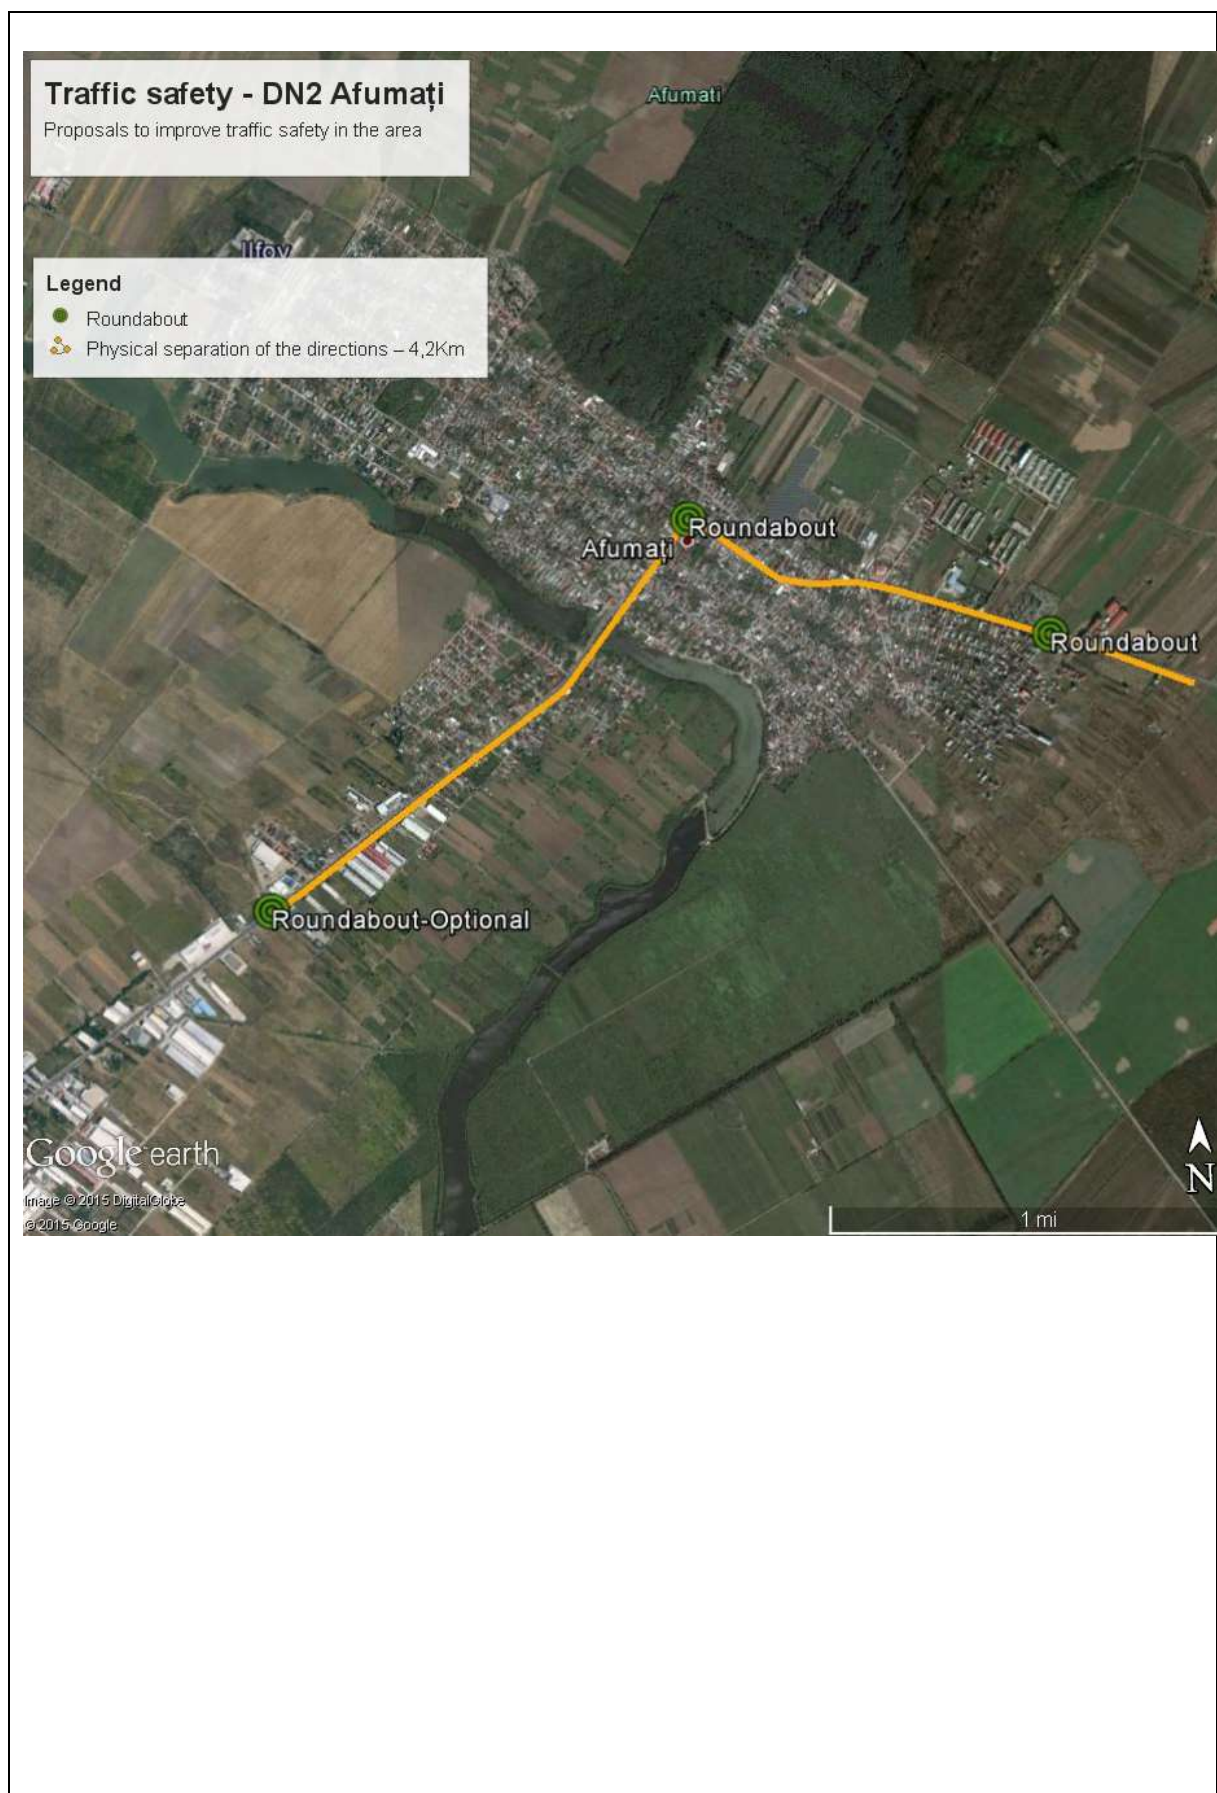 Traffic safety - DN2 Afumați
Proposals to improve traffic safety in the area
Afumati
Ilfov
Legend
Roundabout
Physical separation of the directions – 4,2Km
Roundabout
Afumați
Roundabout
Roundabout-Optional
Google earth
Image © 2015 DigitalGlobe
© 2015 Google
N
1 mi